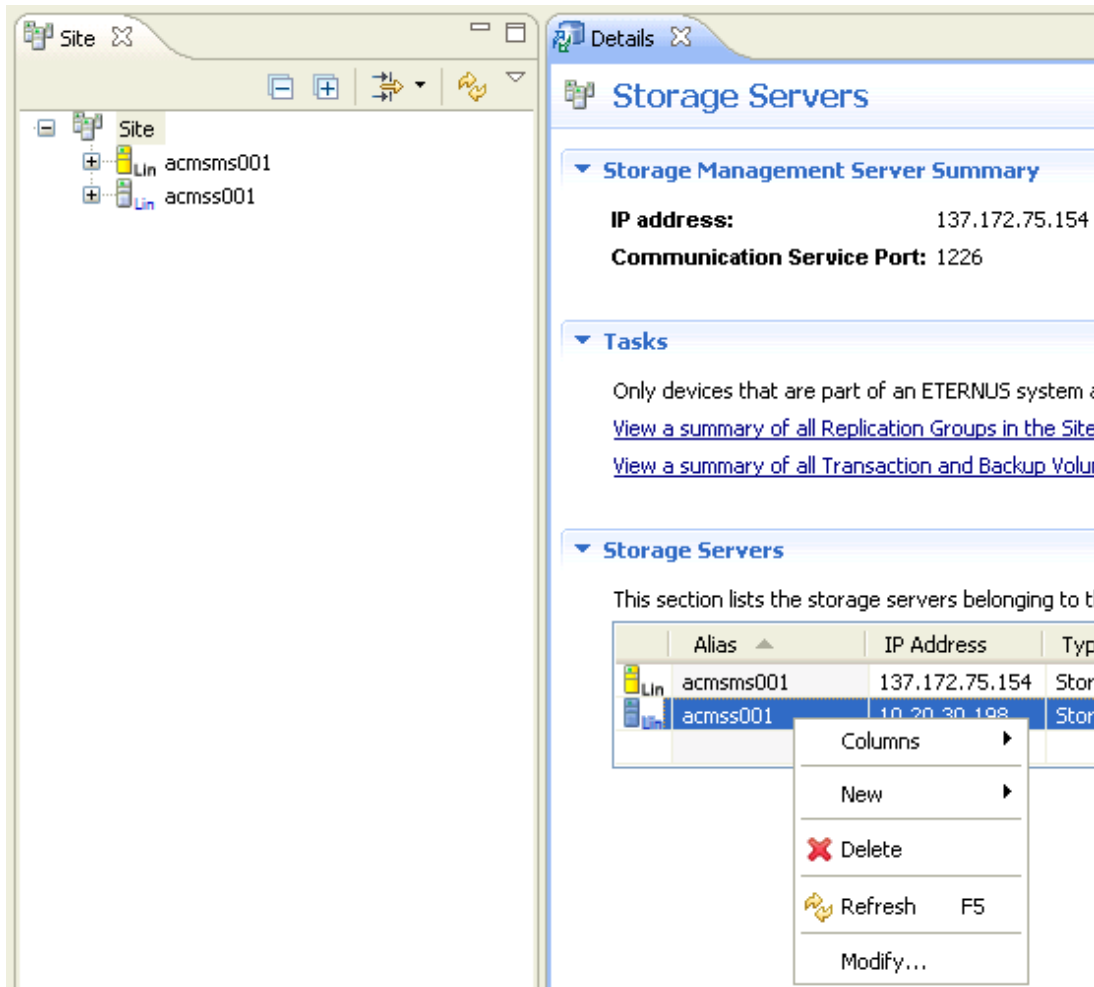 Site
Site
Lin acmsms001
Lin acmss001
Details
Storage Servers
Storage Management Server Summary
IP address: 137.172.75.154
Communication Service Port: 1226
Tasks
Only devices that are part of an ETERNUS system
View a summary of all Replication Groups in the Site
View a summary of all Transaction and Backup
Storage Servers
This section lists the storage servers belonging to
Alias IP Address
Lin acmsms001 137.172.75.154
Lin acmss001 10.20.30.198
Columns
New
Delete
Refresh F5
Modify...